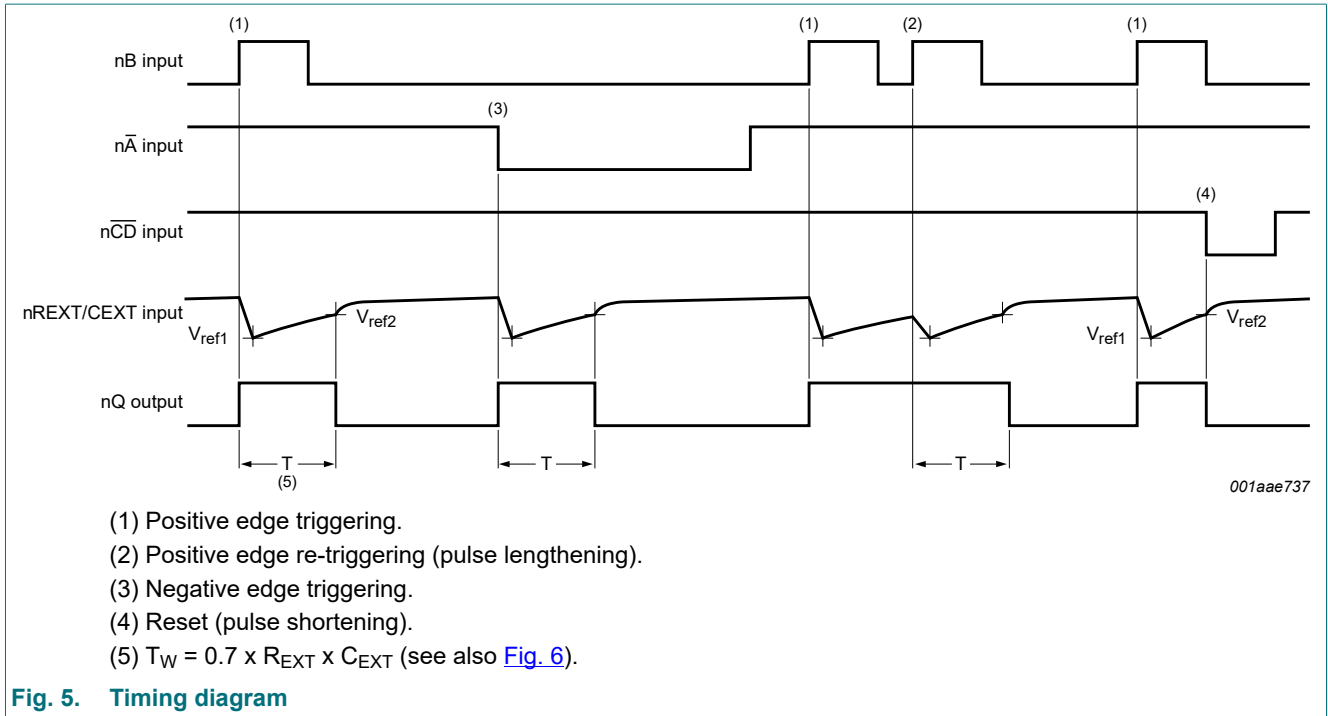 (1) (1) (2) (1)
nB input
(3)
nA̅ input
(4)
nC̅D̅ input
nREXT/CEXT input
Vref1 Vref2 Vref1 Vref2
nQ output
T T T
(5)
001aae737
(1) Positive edge triggering.
(2) Positive edge re-triggering (pulse lengthening).
(3) Negative edge triggering.
(4) Reset (pulse shortening).
(5) TW = 0.7 x REXT x CEXT (see also Fig. 6).
Fig. 5. Timing diagram